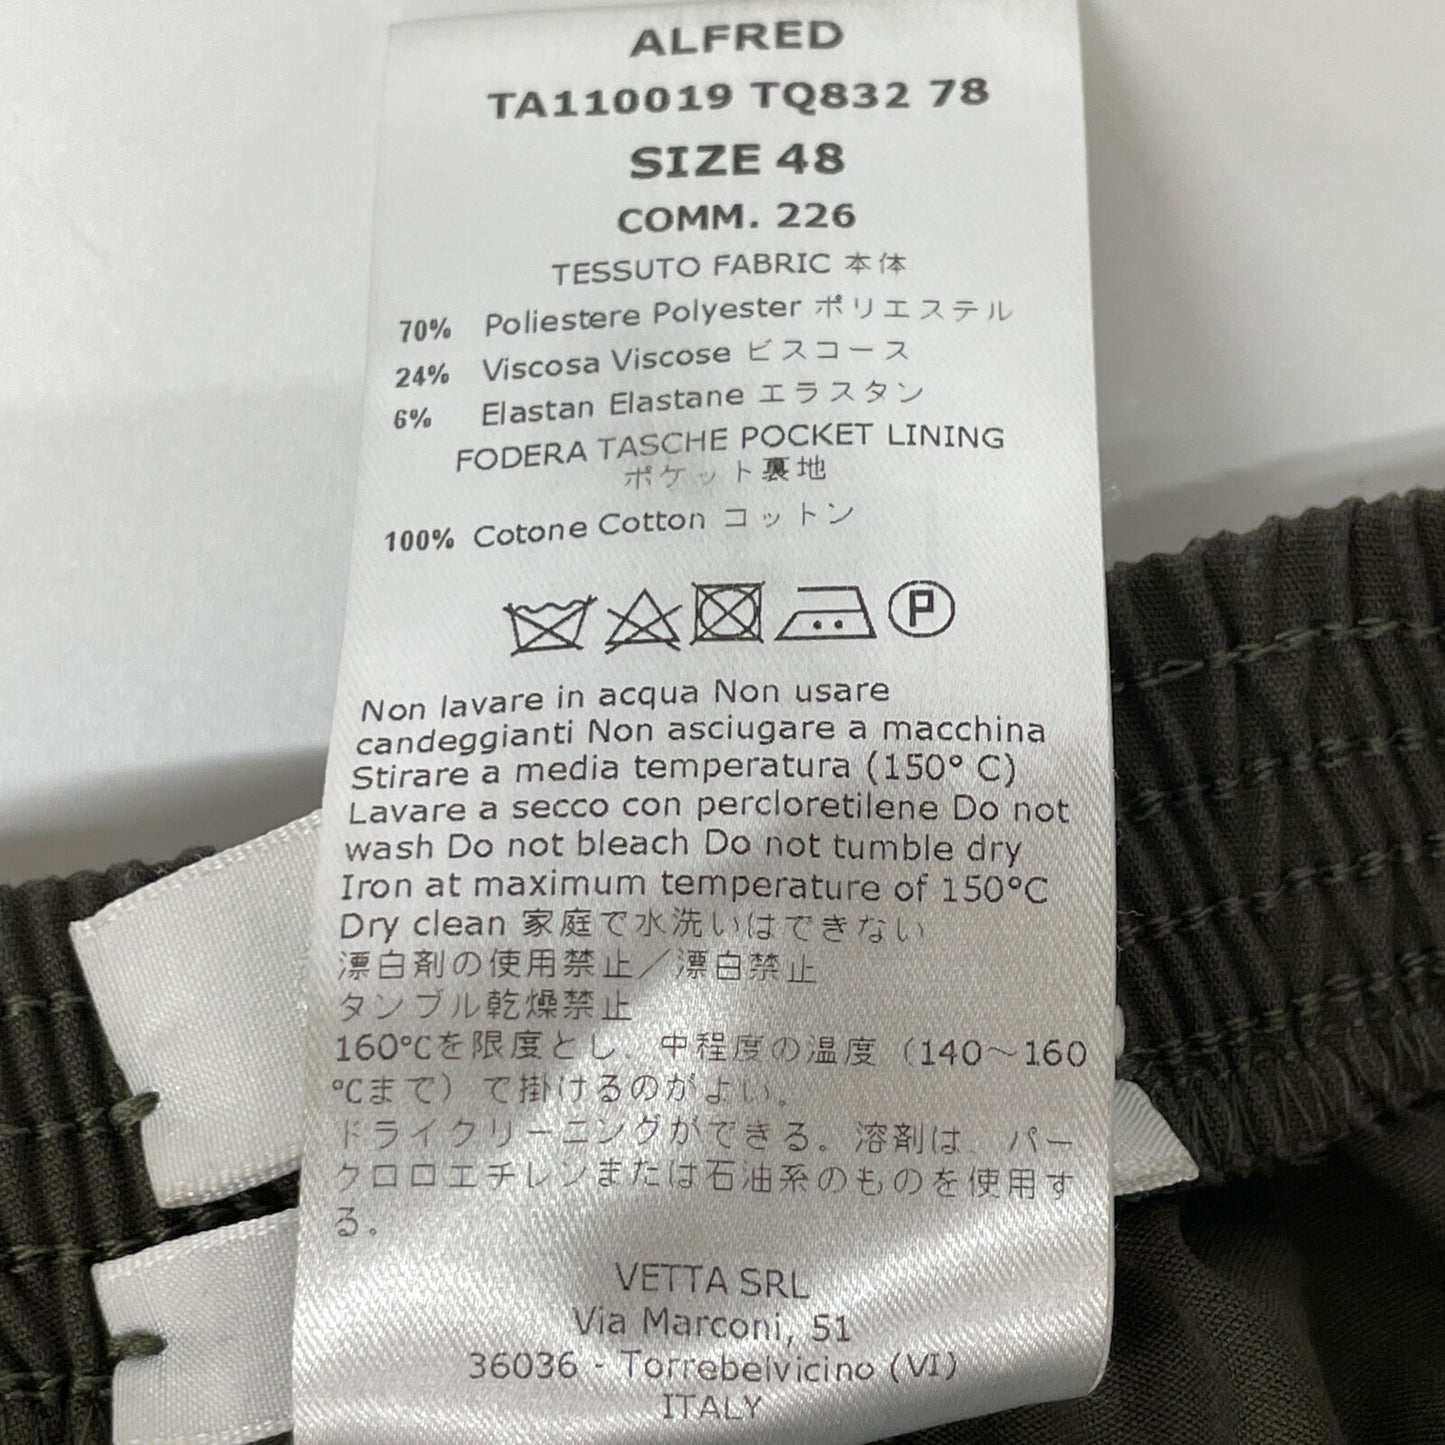 ALFRED
TA110019 TQ832 78
SIZE 48
COMM. 226
TESSUTO FABRIC 本体
70% Poliestere Polyester ポリエステル
24% Viscosa Viscose ビスコース
6% Elastan Elastane エラスタン
FODERA TASCHE POCKET LINING
ポケット裏地
100% Cotone Cotton コットン
P
Non lavare in acqua Non usare
candeggianti Non asciugare a macchina
Stirare a media temperatura (150° C)
Lavare a secco con percloretilene Do not
wash Do not bleach Do not tumble dry
Iron at maximum temperature of 150°C
Dry clean 家庭で水洗いはできない
漂白剤の使用禁止／漂白禁止
タンブル乾燥禁止
160℃を限度とし、中程度の温度（140～160
℃まで）で掛けるのがよい。
ドライクリーニングができる。溶剤は、パー
クロロエチレンまたは石油系のものを使用す
る。
VETTA SRL
Via Marconi, 51
36036 - Torrebelvicino (VI)
ITALY